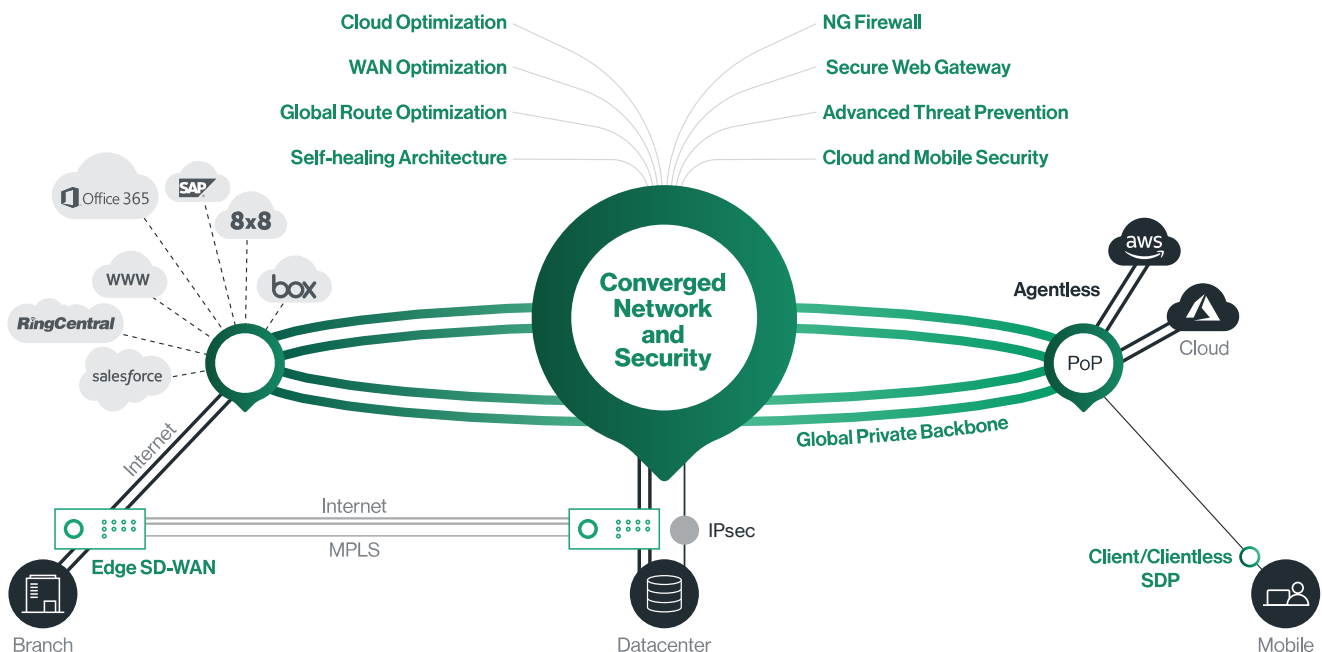 Cloud Optimization
NG Firewall
WAN Optimization
Secure Web Gateway
Global Route Optimization
Advanced Threat Prevention
Self-healing Architecture
Cloud and Mobile Security
Office 365
SAP
8x8
www
box
RingCentral
salesforce
Converged
Network
and
Security
aws
Agentless
Cloud
PoP
Global Private Backbone
Internet
Internet
MPLS
IPsec
Edge SD-WAN
Client/Clientless
SDP
Branch
Datacenter
Mobile